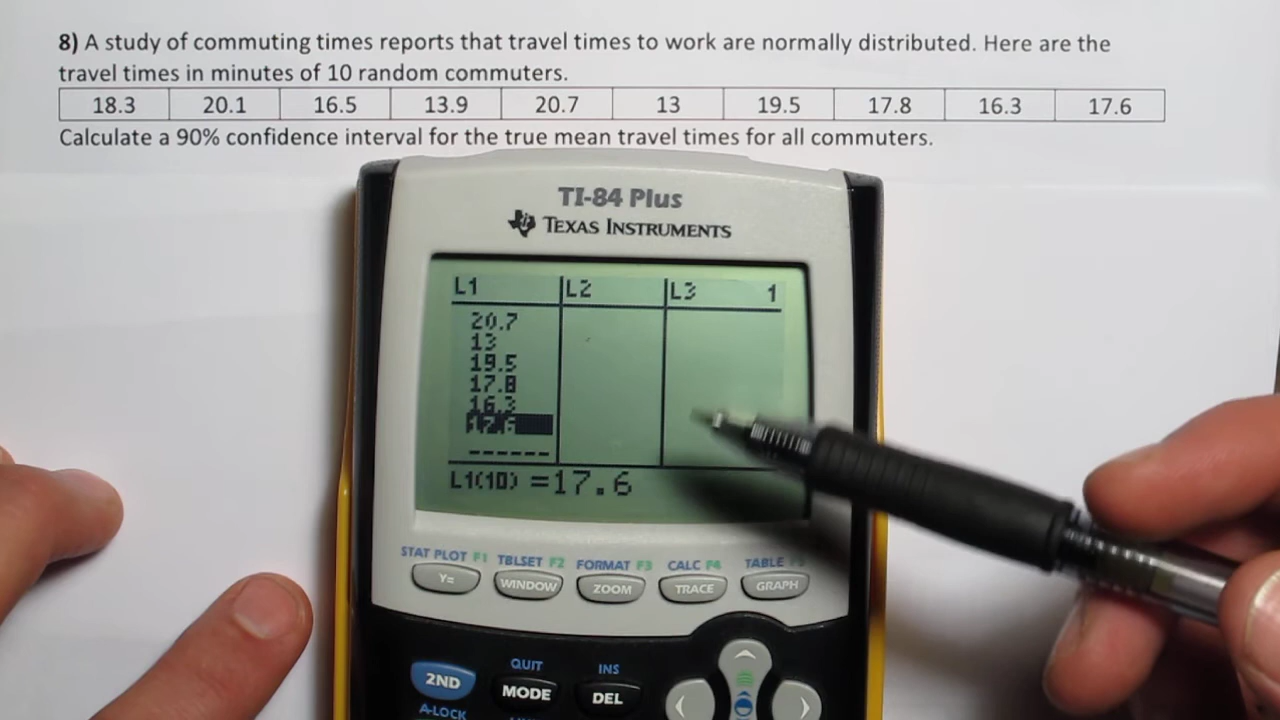 8) A study of commuting times reports that travel times to work are normally distributed. Here are the
travel times in minutes of 10 random commuters.
18.3 20.1 16.5 13.9 20.7 13 19.5 17.8 16.3 17.6
Calculate a 90% confidence interval for the true mean travel times for all commuters.
TI-84 Plus
TEXAS INSTRUMENTS
L1 L2 L3 1
20.7
13
19.5
17.8
16.3
17.6
------
L1(10) =17.6
STAT PLOT F1 TBLSET F2 FORMAT F3 CALC F4 TABLE
Y= WINDOW ZOOM TRACE GRAPH
QUIT INS
2ND MODE DEL
A-LOCK